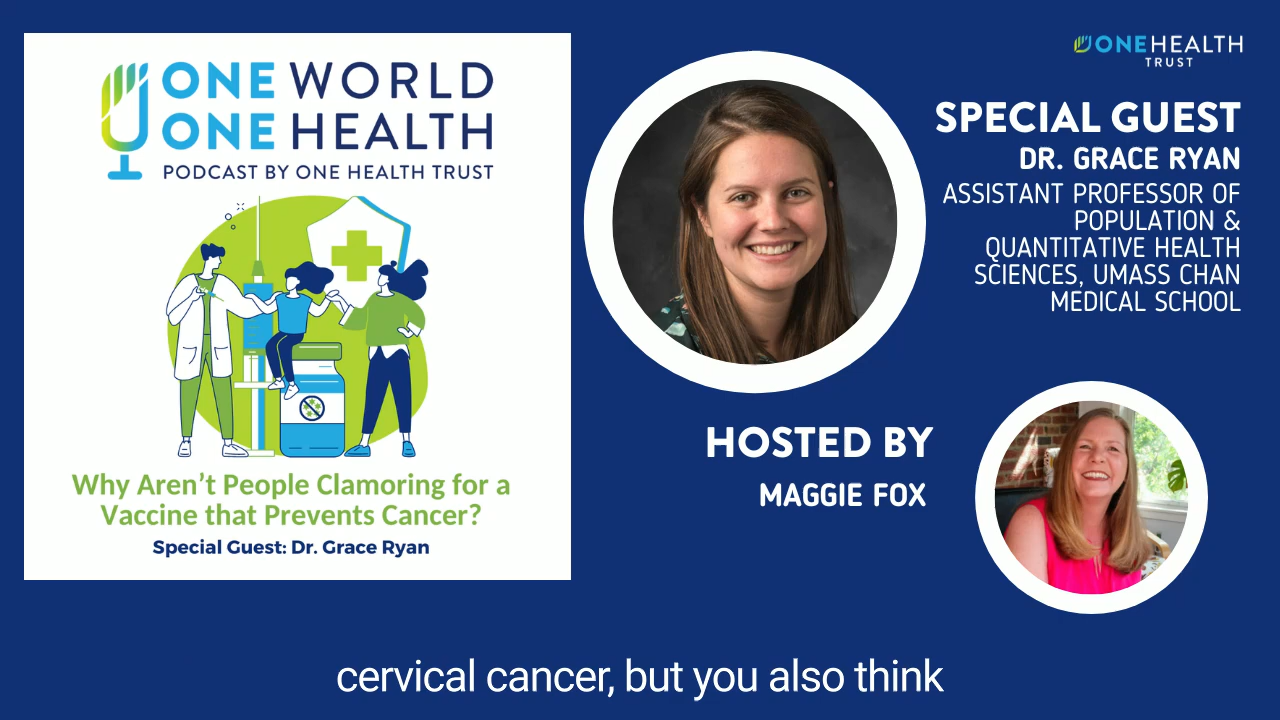 ONE WORLD
ONE HEALTH
PODCAST BY ONE HEALTH TRUST
Why Aren't People Clamoring for a
Vaccine that Prevents Cancer?
Special Guest: Dr. Grace Ryan
ONEHEALTH
TRUST
SPECIAL GUEST
DR. GRACE RYAN
ASSISTANT PROFESSOR OF
POPULATION &
QUANTITATIVE HEALTH
SCIENCES, UMASS CHAN
MEDICAL SCHOOL
HOSTED BY
MAGGIE FOX
cervical cancer, but you also think